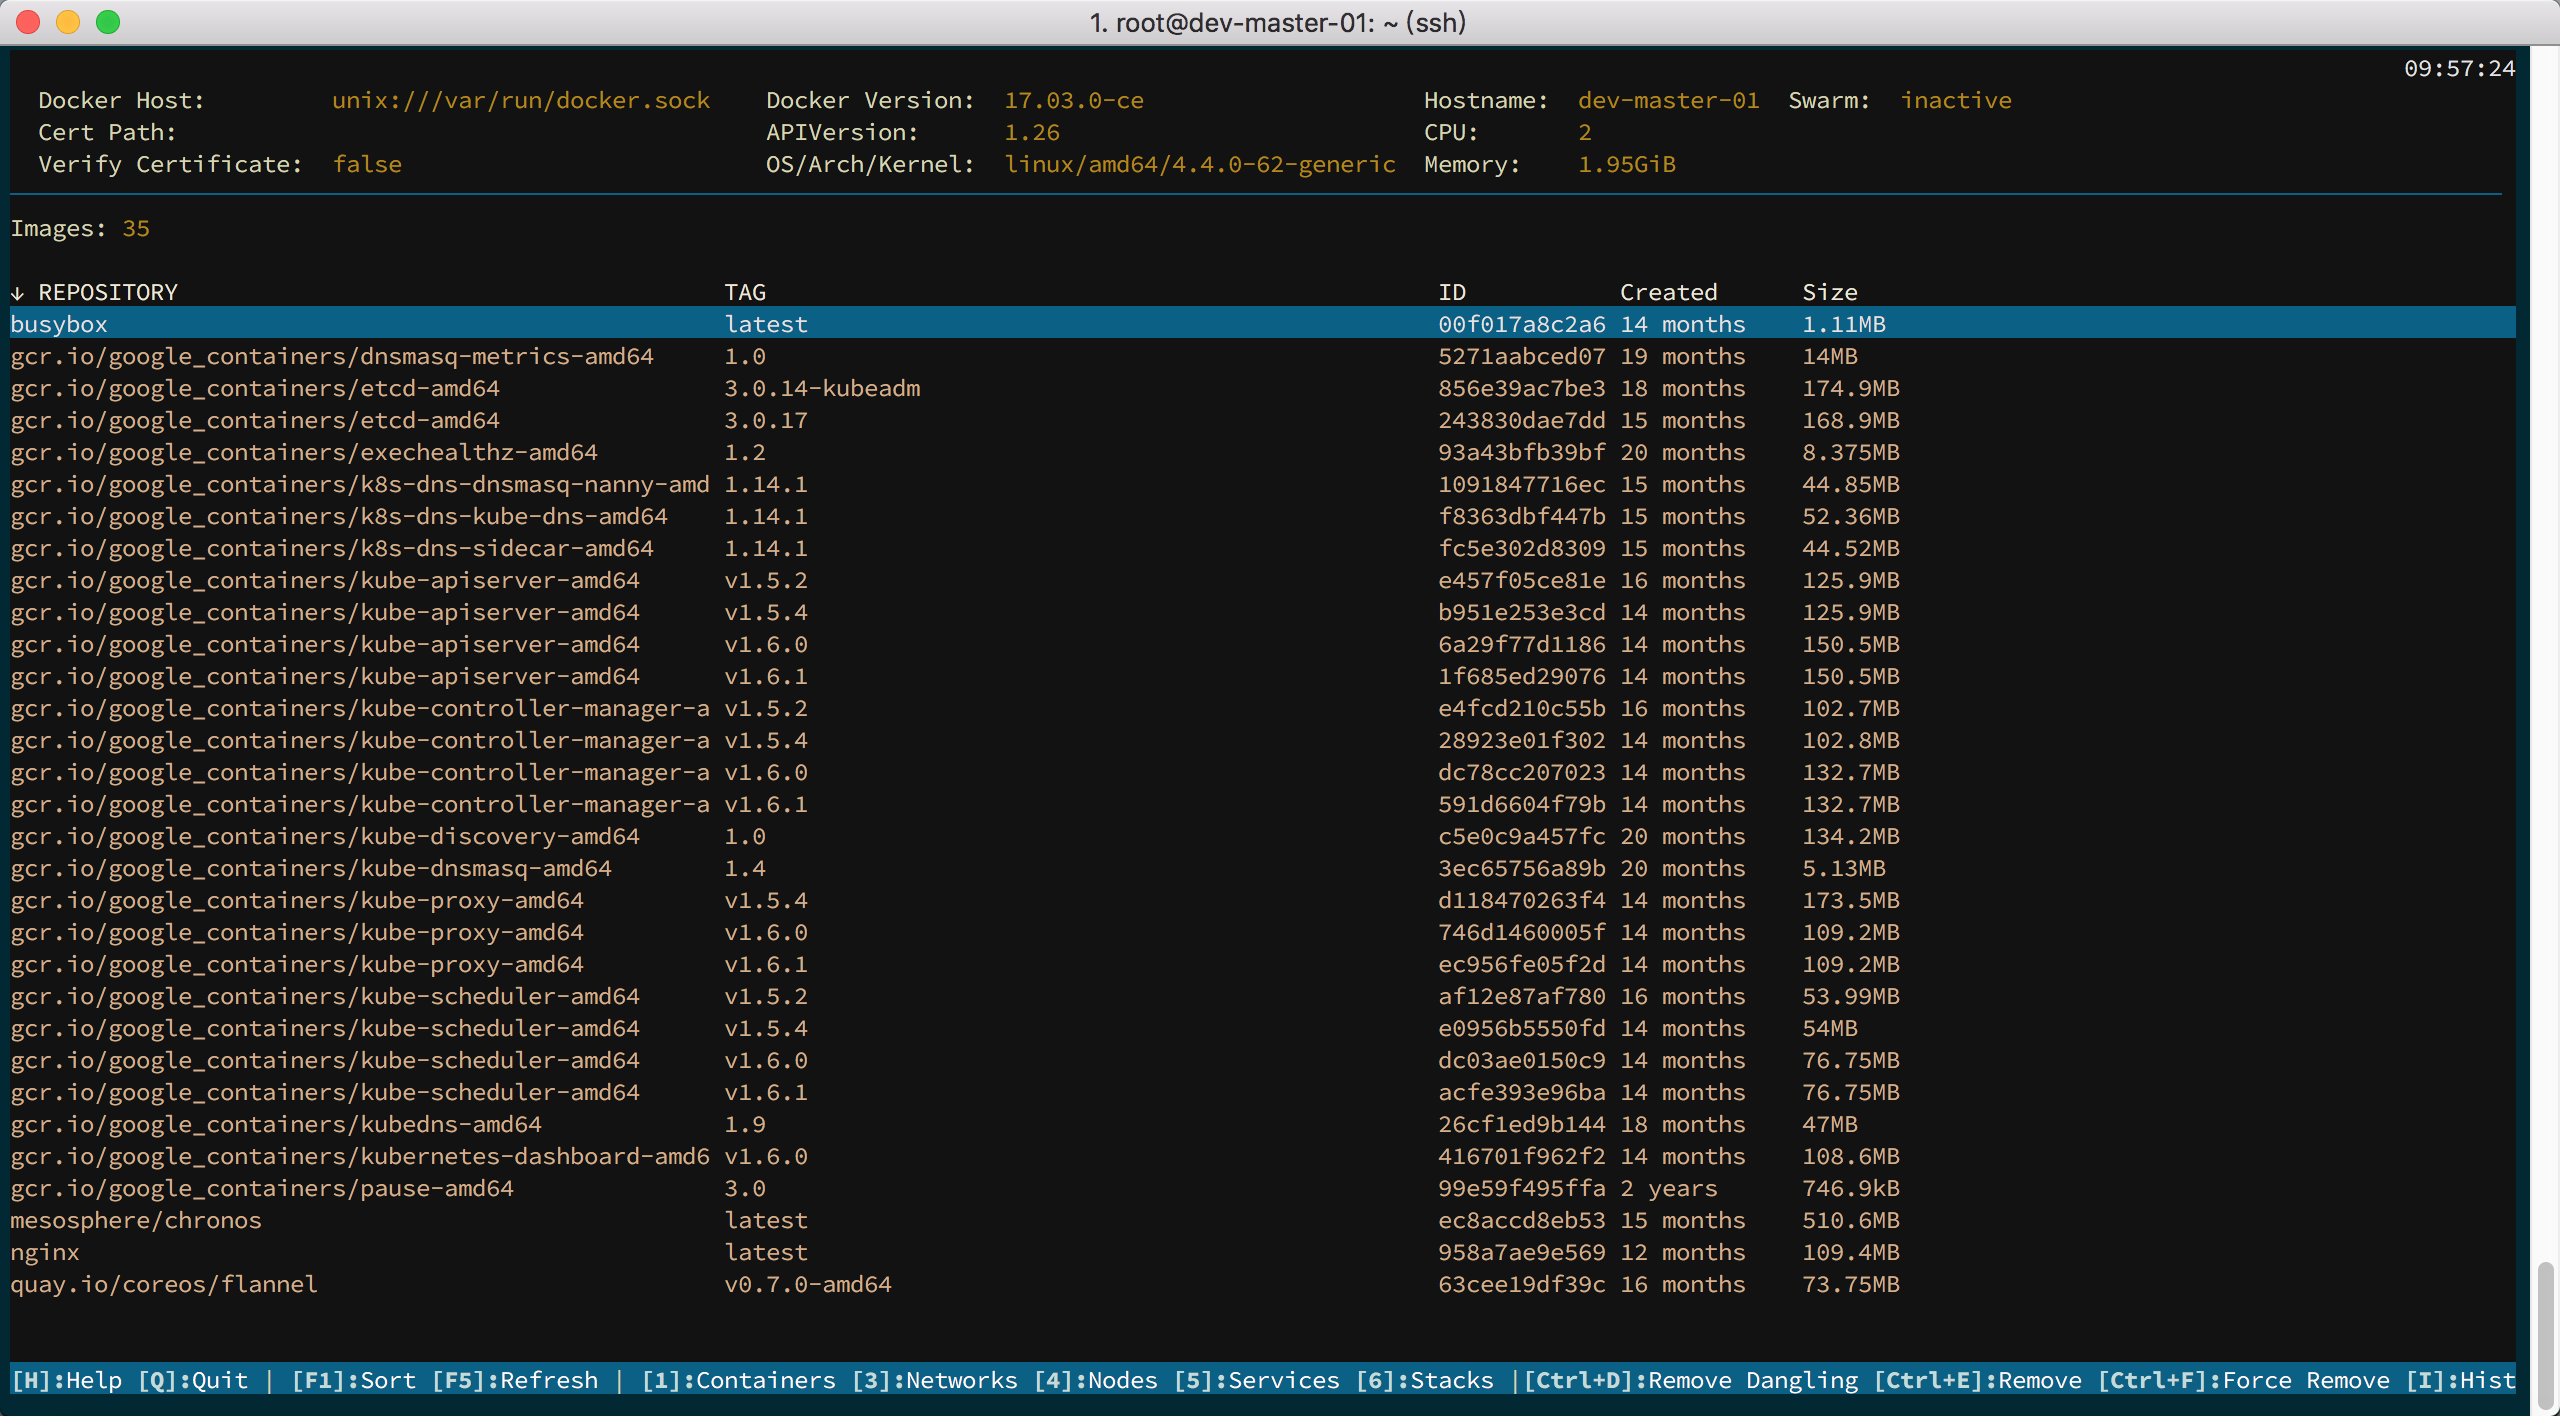 1. root@dev-master-01: ~ (ssh)
09:57:24
Docker Host: unix:///var/run/docker.sock Docker Version: 17.03.0-ce Hostname: dev-master-01 Swarm: inactive
Cert Path: APIVersion: 1.26 CPU: 2
Verify Certificate: false OS/Arch/Kernel: linux/amd64/4.4.0-62-generic Memory: 1.95GiB
Images: 35
↓ REPOSITORY TAG ID Created Size
busybox latest 00f017a8c2a6 14 months 1.11MB
gcr.io/google_containers/dnsmasq-metrics-amd64 1.0 5271aabced07 19 months 14MB
gcr.io/google_containers/etcd-amd64 3.0.14-kubeadm 856e39ac7be3 18 months 174.9MB
gcr.io/google_containers/etcd-amd64 3.0.17 243830dae7dd 15 months 168.9MB
gcr.io/google_containers/exechealthz-amd64 1.2 93a43bfb39bf 20 months 8.375MB
gcr.io/google_containers/k8s-dns-dnsmasq-nanny-amd 1.14.1 1091847716ec 15 months 44.85MB
gcr.io/google_containers/k8s-dns-kube-dns-amd64 1.14.1 f8363dbf447b 15 months 52.36MB
gcr.io/google_containers/k8s-dns-sidecar-amd64 1.14.1 fc5e302d8309 15 months 44.52MB
gcr.io/google_containers/kube-apiserver-amd64 v1.5.2 e457f05ce81e 16 months 125.9MB
gcr.io/google_containers/kube-apiserver-amd64 v1.5.4 b951e253e3cd 14 months 125.9MB
gcr.io/google_containers/kube-apiserver-amd64 v1.6.0 6a29f77d1186 14 months 150.5MB
gcr.io/google_containers/kube-apiserver-amd64 v1.6.1 1f685ed29076 14 months 150.5MB
gcr.io/google_containers/kube-controller-manager-a v1.5.2 e4fcd210c55b 16 months 102.7MB
gcr.io/google_containers/kube-controller-manager-a v1.5.4 28923e01f302 14 months 102.8MB
gcr.io/google_containers/kube-controller-manager-a v1.6.0 dc78cc207023 14 months 132.7MB
gcr.io/google_containers/kube-controller-manager-a v1.6.1 591d6604f79b 14 months 132.7MB
gcr.io/google_containers/kube-discovery-amd64 1.0 c5e0c9a457fc 20 months 134.2MB
gcr.io/google_containers/kube-dnsmasq-amd64 1.4 3ec65756a89b 20 months 5.13MB
gcr.io/google_containers/kube-proxy-amd64 v1.5.4 d118470263f4 14 months 173.5MB
gcr.io/google_containers/kube-proxy-amd64 v1.6.0 746d1460005f 14 months 109.2MB
gcr.io/google_containers/kube-proxy-amd64 v1.6.1 ec956fe05f2d 14 months 109.2MB
gcr.io/google_containers/kube-scheduler-amd64 v1.5.2 af12e87af780 16 months 53.99MB
gcr.io/google_containers/kube-scheduler-amd64 v1.5.4 e0956b5550fd 14 months 54MB
gcr.io/google_containers/kube-scheduler-amd64 v1.6.0 dc03ae0150c9 14 months 76.75MB
gcr.io/google_containers/kube-scheduler-amd64 v1.6.1 acfe393e96ba 14 months 76.75MB
gcr.io/google_containers/kubedns-amd64 1.9 26cf1ed9b144 18 months 47MB
gcr.io/google_containers/kubernetes-dashboard-amd6 v1.6.0 416701f962f2 14 months 108.6MB
gcr.io/google_containers/pause-amd64 3.0 99e59f495ffa 2 years 746.9kB
mesosphere/chronos latest ec8accd8eb53 15 months 510.6MB
nginx latest 958a7ae9e569 12 months 109.4MB
quay.io/coreos/flannel v0.7.0-amd64 63cee19df39c 16 months 73.75MB
[H]:Help [Q]:Quit | [F1]:Sort [F5]:Refresh | [1]:Containers [3]:Networks [4]:Nodes [5]:Services [6]:Stacks |[Ctrl+D]:Remove Dangling [Ctrl+E]:Remove [Ctrl+F]:Force Remove [I]:Hist